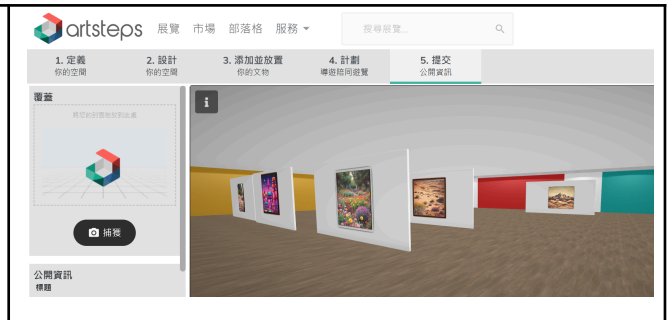 artsteps 展覽 市場 部落格 服務 搜尋展覽...
1. 定義 2. 設計 3. 添加並放置 4. 計劃 5. 提交
你的空間 你的空間 你的文物 導遊陪同遊覽 公開資訊
覆蓋
i
捕獲
公開資訊
標題